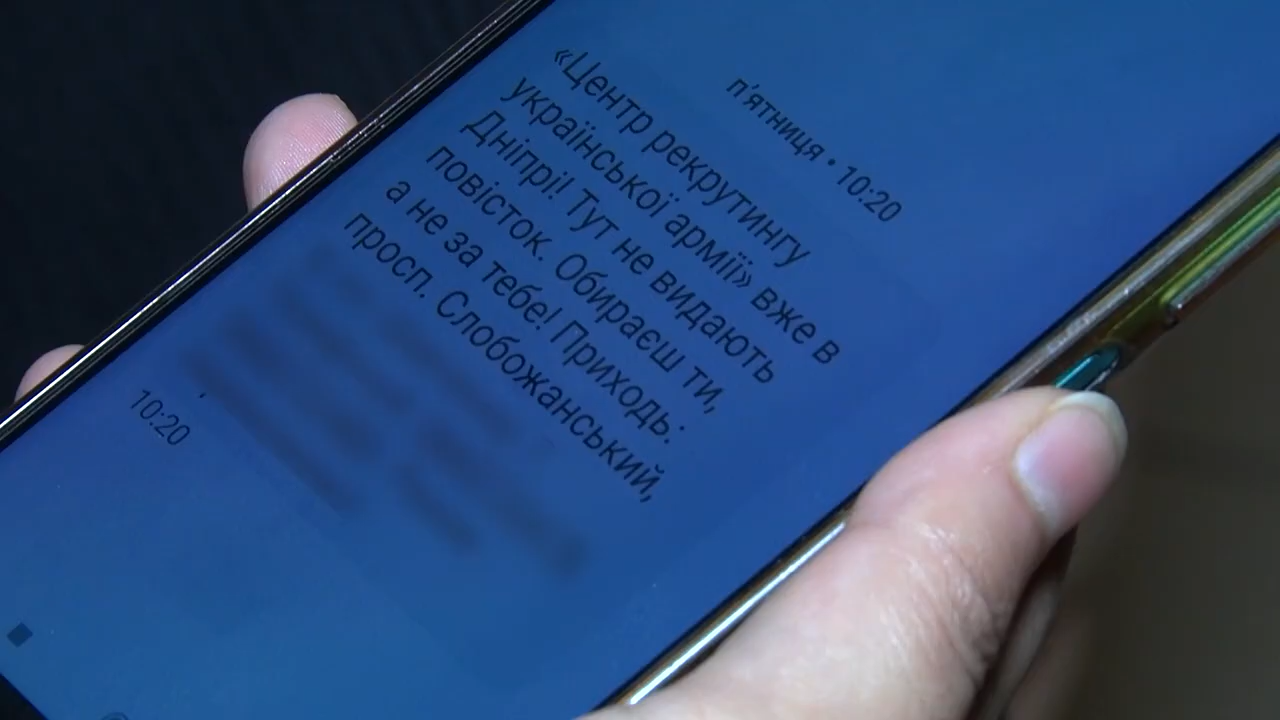 п'ятниця • 10:20
«Центр рекрутингу
української армії» вже в
Дніпрі! Тут не видають
повісток. Обираєш ти,
а не за тебе! Приходь:
просп. Слобожанський,
10:20